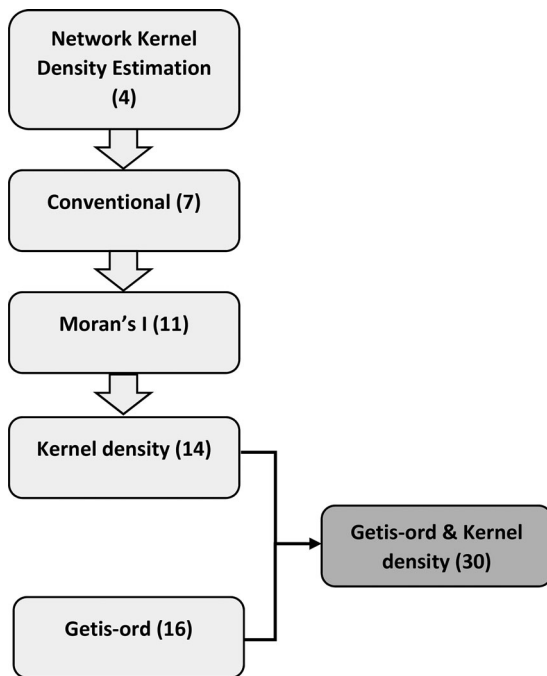 Network Kernel
Density Estimation
(4)
Conventional (7)
Moran’s I (11)
Kernel density (14)
Getis-ord & Kernel
density (30)
Getis-ord (16)